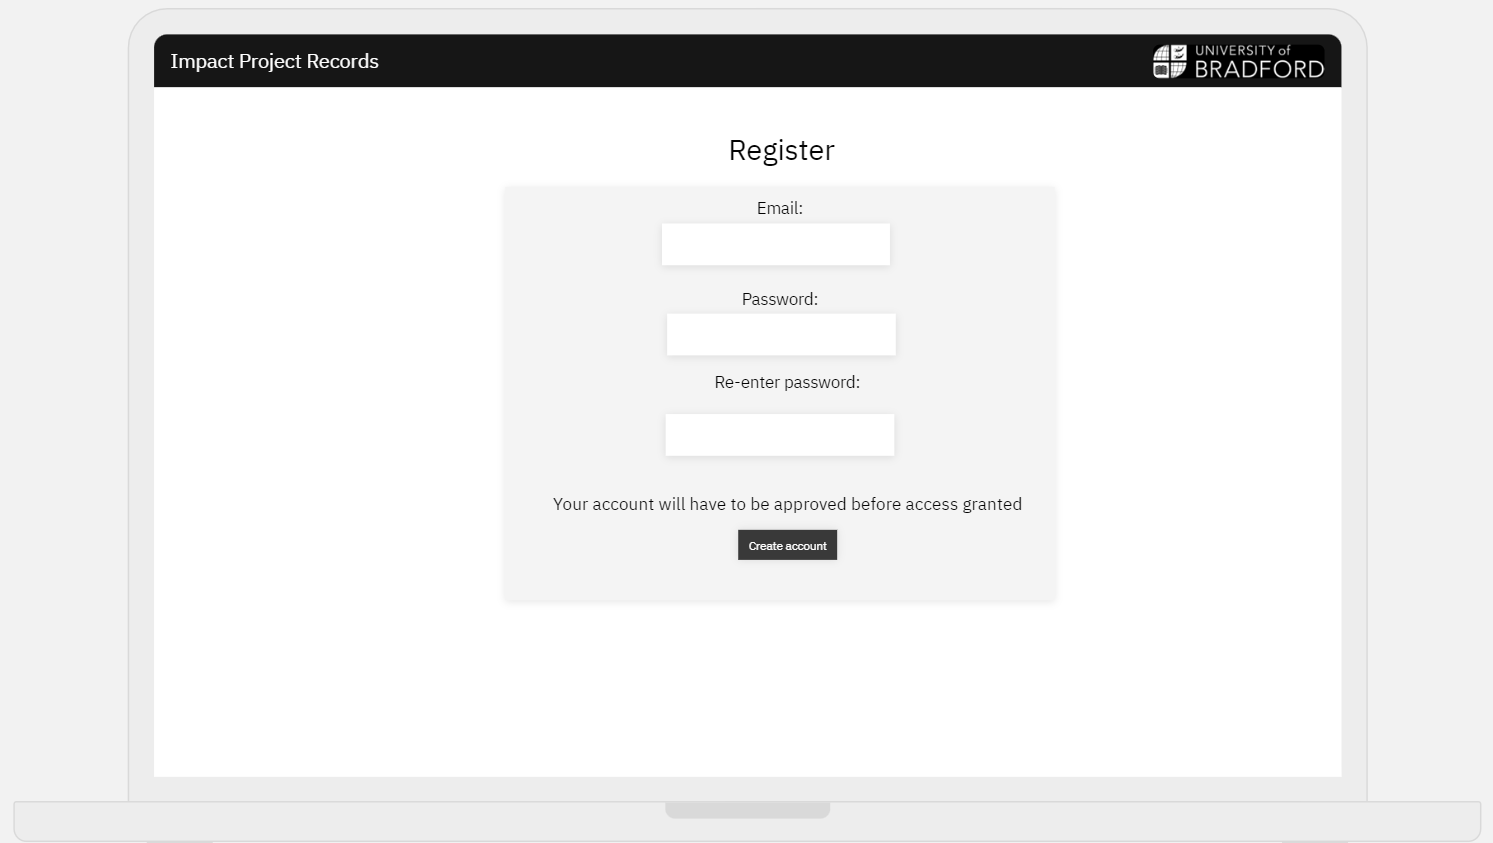 Impact Project Records
UNIVERSITY of
BRADFORD
Register
Email:
Password:
Re-enter password:
Your account will have to be approved before access granted
Create account